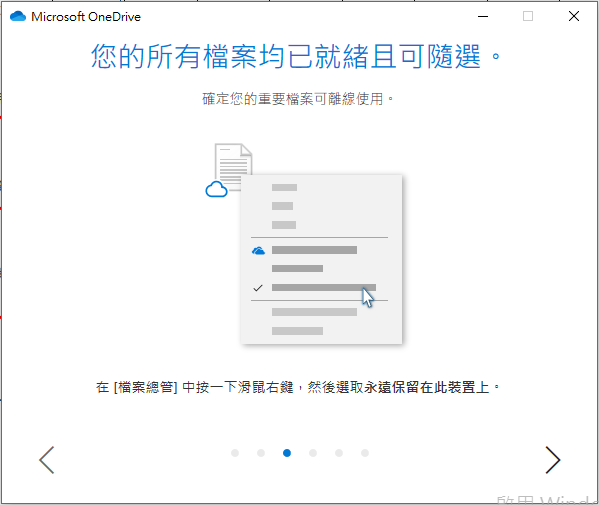 Microsoft OneDrive
您的所有檔案均已就緒且可隨選。
確定您的重要檔案可離線使用。
在 [檔案總管] 中按一下滑鼠右鍵，然後選取永遠保留在此裝置上。